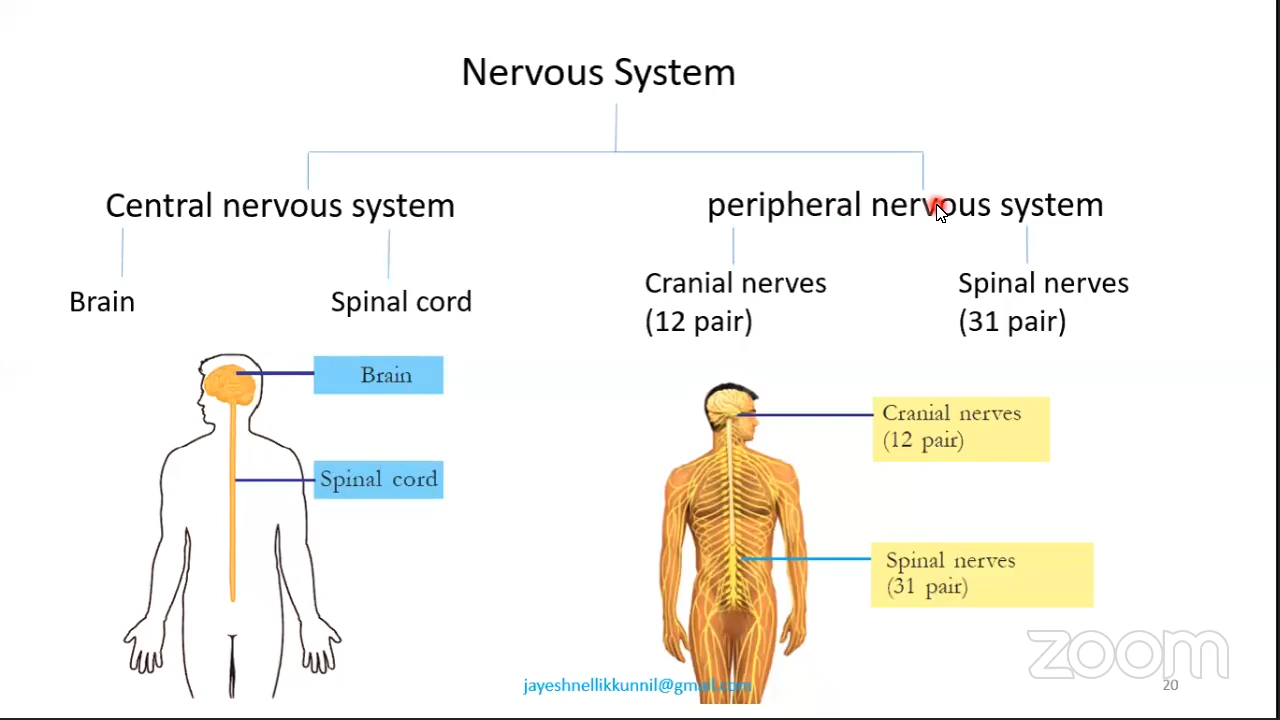 Nervous System
Central nervous system
peripheral nervous system
Brain
Spinal cord
Cranial nerves
(12 pair)
Spinal nerves
(31 pair)
Brain
Spinal cord
Cranial nerves
(12 pair)
Spinal nerves
(31 pair)
zoom
jayeshnellikkunnil@gmail.com
20